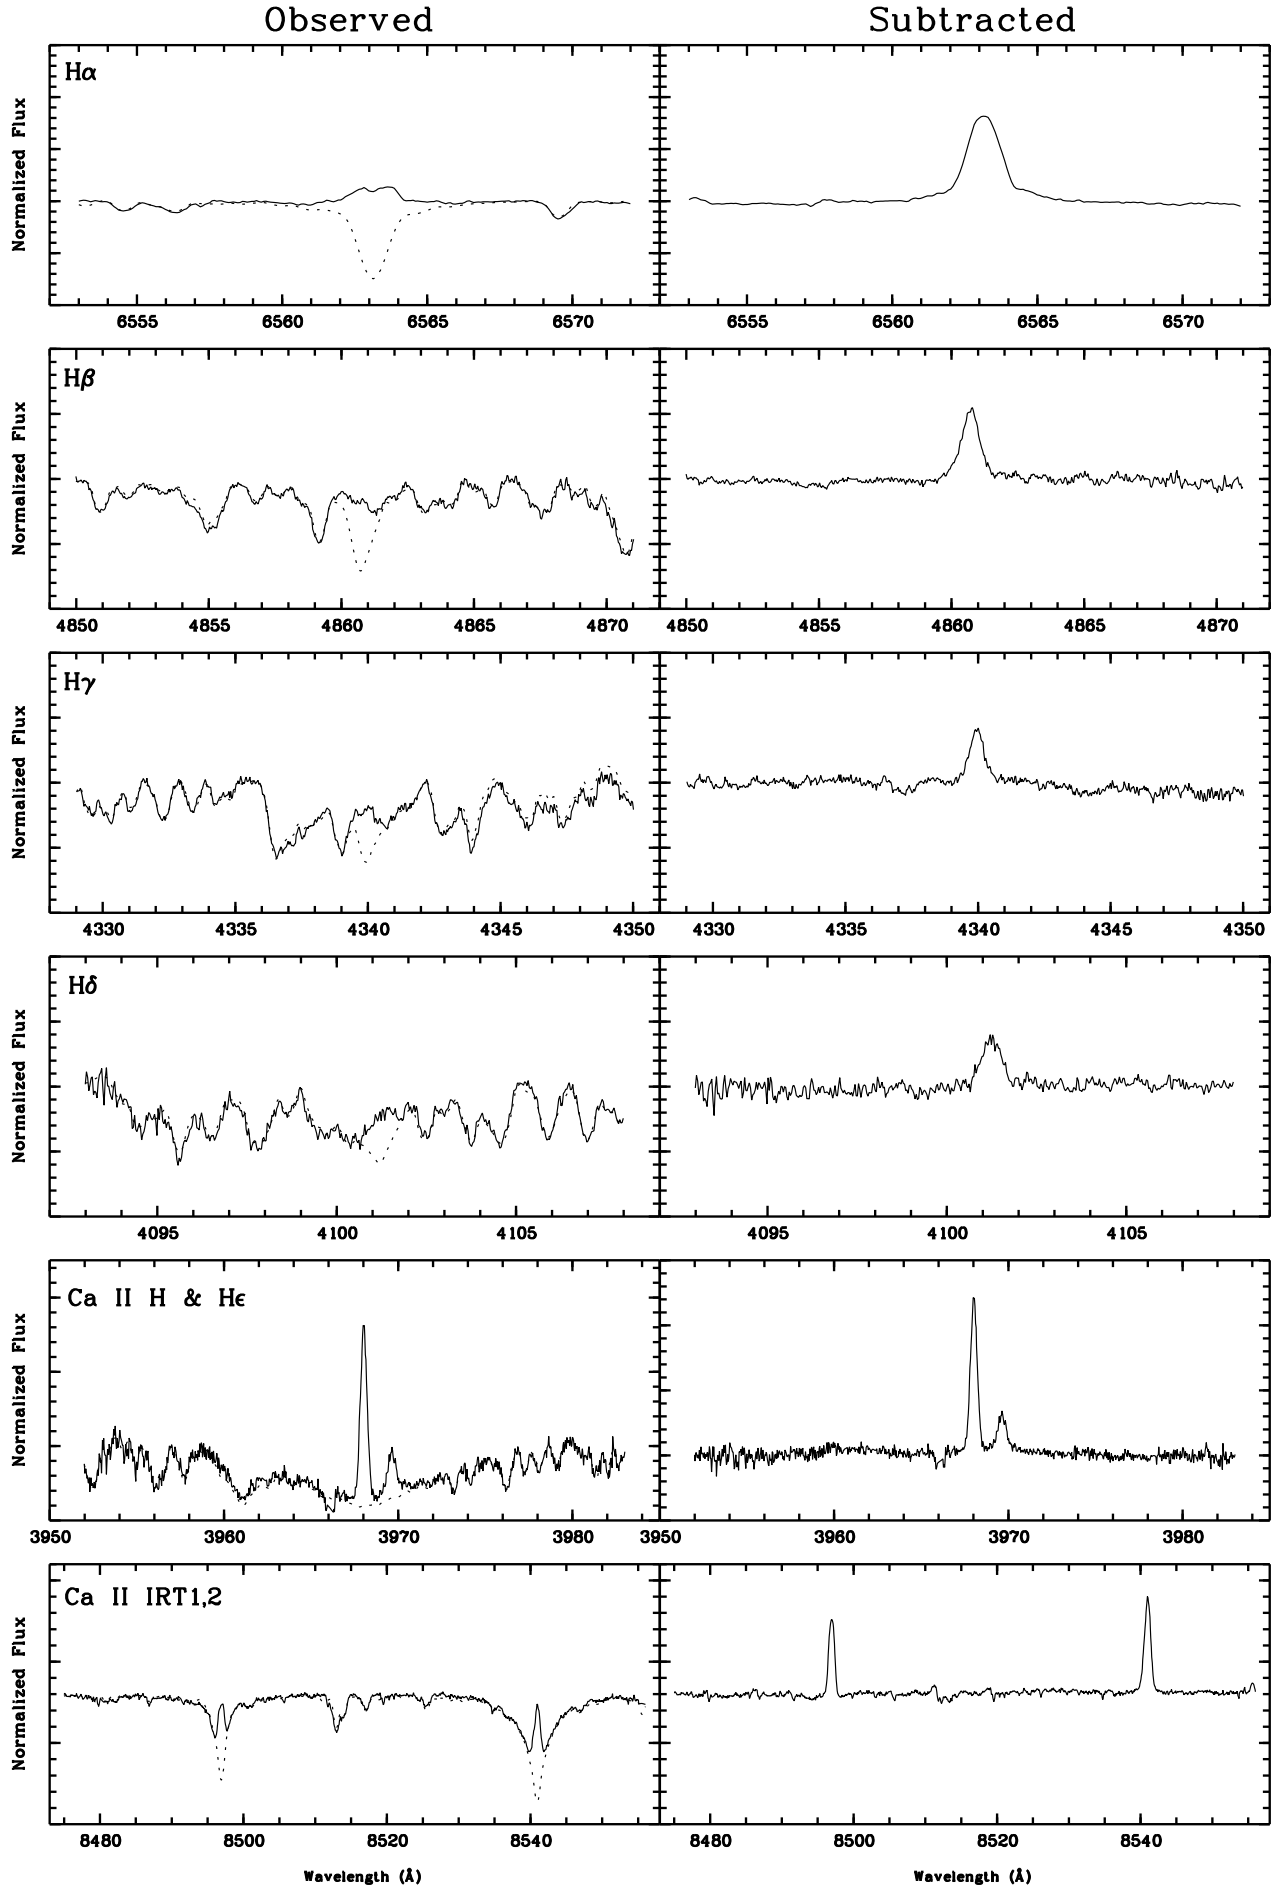 Observed Subtracted
Hα
Normalized Flux
6555 6560 6565 6570 6555 6560 6565 6570
Hβ
Normalized Flux
4850 4855 4860 4865 4870 4850 4855 4860 4865 4870
Hγ
Normalized Flux
4330 4335 4340 4345 4350 4330 4335 4340 4345 4350
Hδ
Normalized Flux
4095 4100 4105 4095 4100 4105
Ca II H & Hϵ
Normalized Flux
3950 3960 3970 3980 3950 3960 3970 3980
Ca II IRT1,2
Normalized Flux
8480 8500 8520 8540 8480 8500 8520 8540
Wavelength (Å) Wavelength (Å)